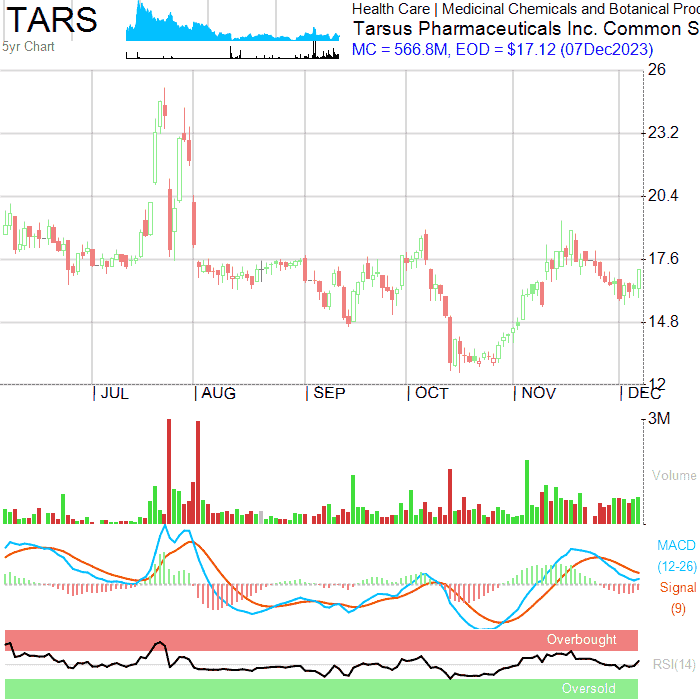 TARS
5yr Chart
Health Care | Medicinal Chemicals and Botanical Proc
Tarsus Pharmaceuticals Inc. Common S
MC = 566.8M, EOD = $17.12 (07Dec2023)
26
23.2
20.4
17.6
14.8
12
JUL
AUG
SEP
OCT
NOV
DEC
3M
Volume
MACD
(12-26)
Signal
(9)
Overbought
RSI(14)
Oversold